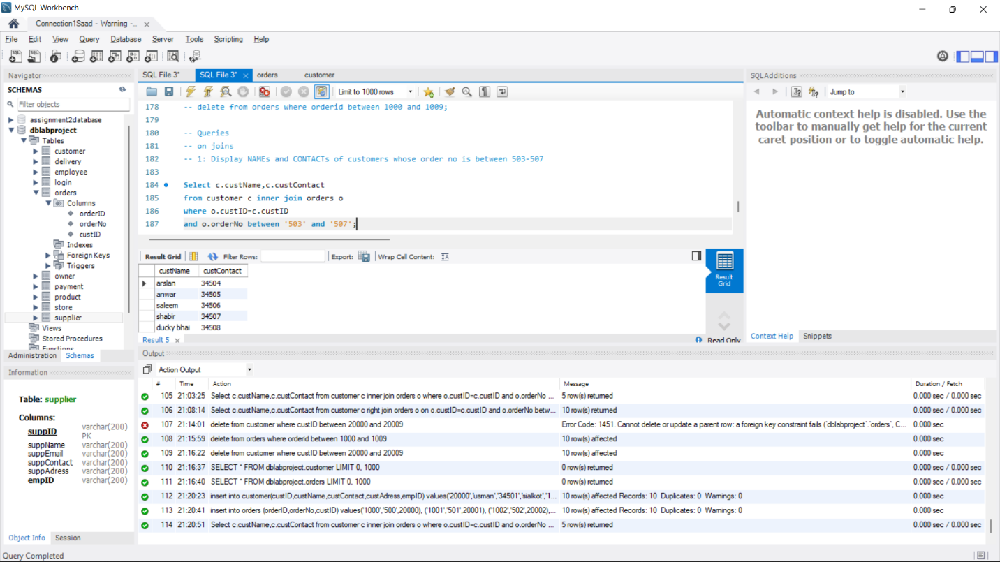 MySQL Workbench
Connection1Saad - Warning -...
File Edit View Query Database Server Tools Scripting Help
Navigator
SCHEMAS
Filter objects
assignment2database
dblabproject
Tables
customer
delivery
employee
login
orders
Columns
orderID
orderNo
custID
Indexes
Foreign Keys
Triggers
owner
payment
product
store
supplier
Views
Stored Procedures
Functions
Administration Schemas
Information
Table: supplier
Columns:
suppID varchar(200) PK
suppName varchar(200)
suppEmail varchar(200)
suppContact varchar(200)
suppAdress varchar(200)
empID varchar(200)
Object Info Session
Query Completed
SQL File 3* SQL File 3* orders customer
Limit to 1000 rows
178 -- delete from orders where orderid between 1000 and 1009;
179
180 -- Queries
181 -- on joins
182 -- 1: Display NAMEs and CONTACTs of customers whose order no is between 503-507
183
184 Select c.custName,c.custContact
185 from customer c inner join orders o
186 where o.custID=c.custID
187 and o.orderNo between '503' and '507';
Result Grid Filter Rows: Export: Wrap Cell Content:
custName custContact
arslan 34504
anwar 34505
saleem 34506
shabir 34507
ducky bhai 34508
Result Grid
Result 5 Read Only
SQLAdditions
Jump to
Automatic context help is disabled. Use the
toolbar to manually get help for the current
caret position or to toggle automatic help.
Context Help Snippets
Output
Action Output
# Time Action Message Duration / Fetch
105 21:03:25 Select c.custName,c.custContact from customer c inner join orders o where o.custID=c.custID and o.orderNo ... 5 row(s) returned 0.000 sec / 0.000 sec
106 21:08:14 Select c.custName,c.custContact from customer c right join orders o on o.custID=c.custID and o.orderNo betw... 10 row(s) returned 0.000 sec / 0.000 sec
107 21:14:01 delete from customer where custID between 20000 and 20009 Error Code: 1451. Cannot delete or update a parent row: a foreign key constraint fails (`dblabproject`.`orders`, C... 0.000 sec
108 21:15:59 delete from orders where orderid between 1000 and 1009 10 row(s) affected 0.000 sec
109 21:16:22 delete from customer where custID between 20000 and 20009 10 row(s) affected 0.000 sec
110 21:16:37 SELECT * FROM dblabproject.customer LIMIT 0, 1000 0 row(s) returned 0.000 sec / 0.000 sec
111 21:16:40 SELECT * FROM dblabproject.orders LIMIT 0, 1000 0 row(s) returned 0.000 sec / 0.000 sec
112 21:20:23 insert into customer(custID,custName,custContact,custAdress,empID) values('20000','usman','34501','sialkot','1... 10 row(s) affected Records: 10 Duplicates: 0 Warnings: 0 0.000 sec
113 21:20:41 insert into orders (orderID,orderNo,custID) values('1000','500',20000), ('1001','501',20001), ('1002','502',20002),... 10 row(s) affected Records: 10 Duplicates: 0 Warnings: 0 0.000 sec
114 21:20:51 Select c.custName,c.custContact from customer c inner join orders o where o.custID=c.custID and o.orderNo ... 5 row(s) returned 0.000 sec / 0.000 sec